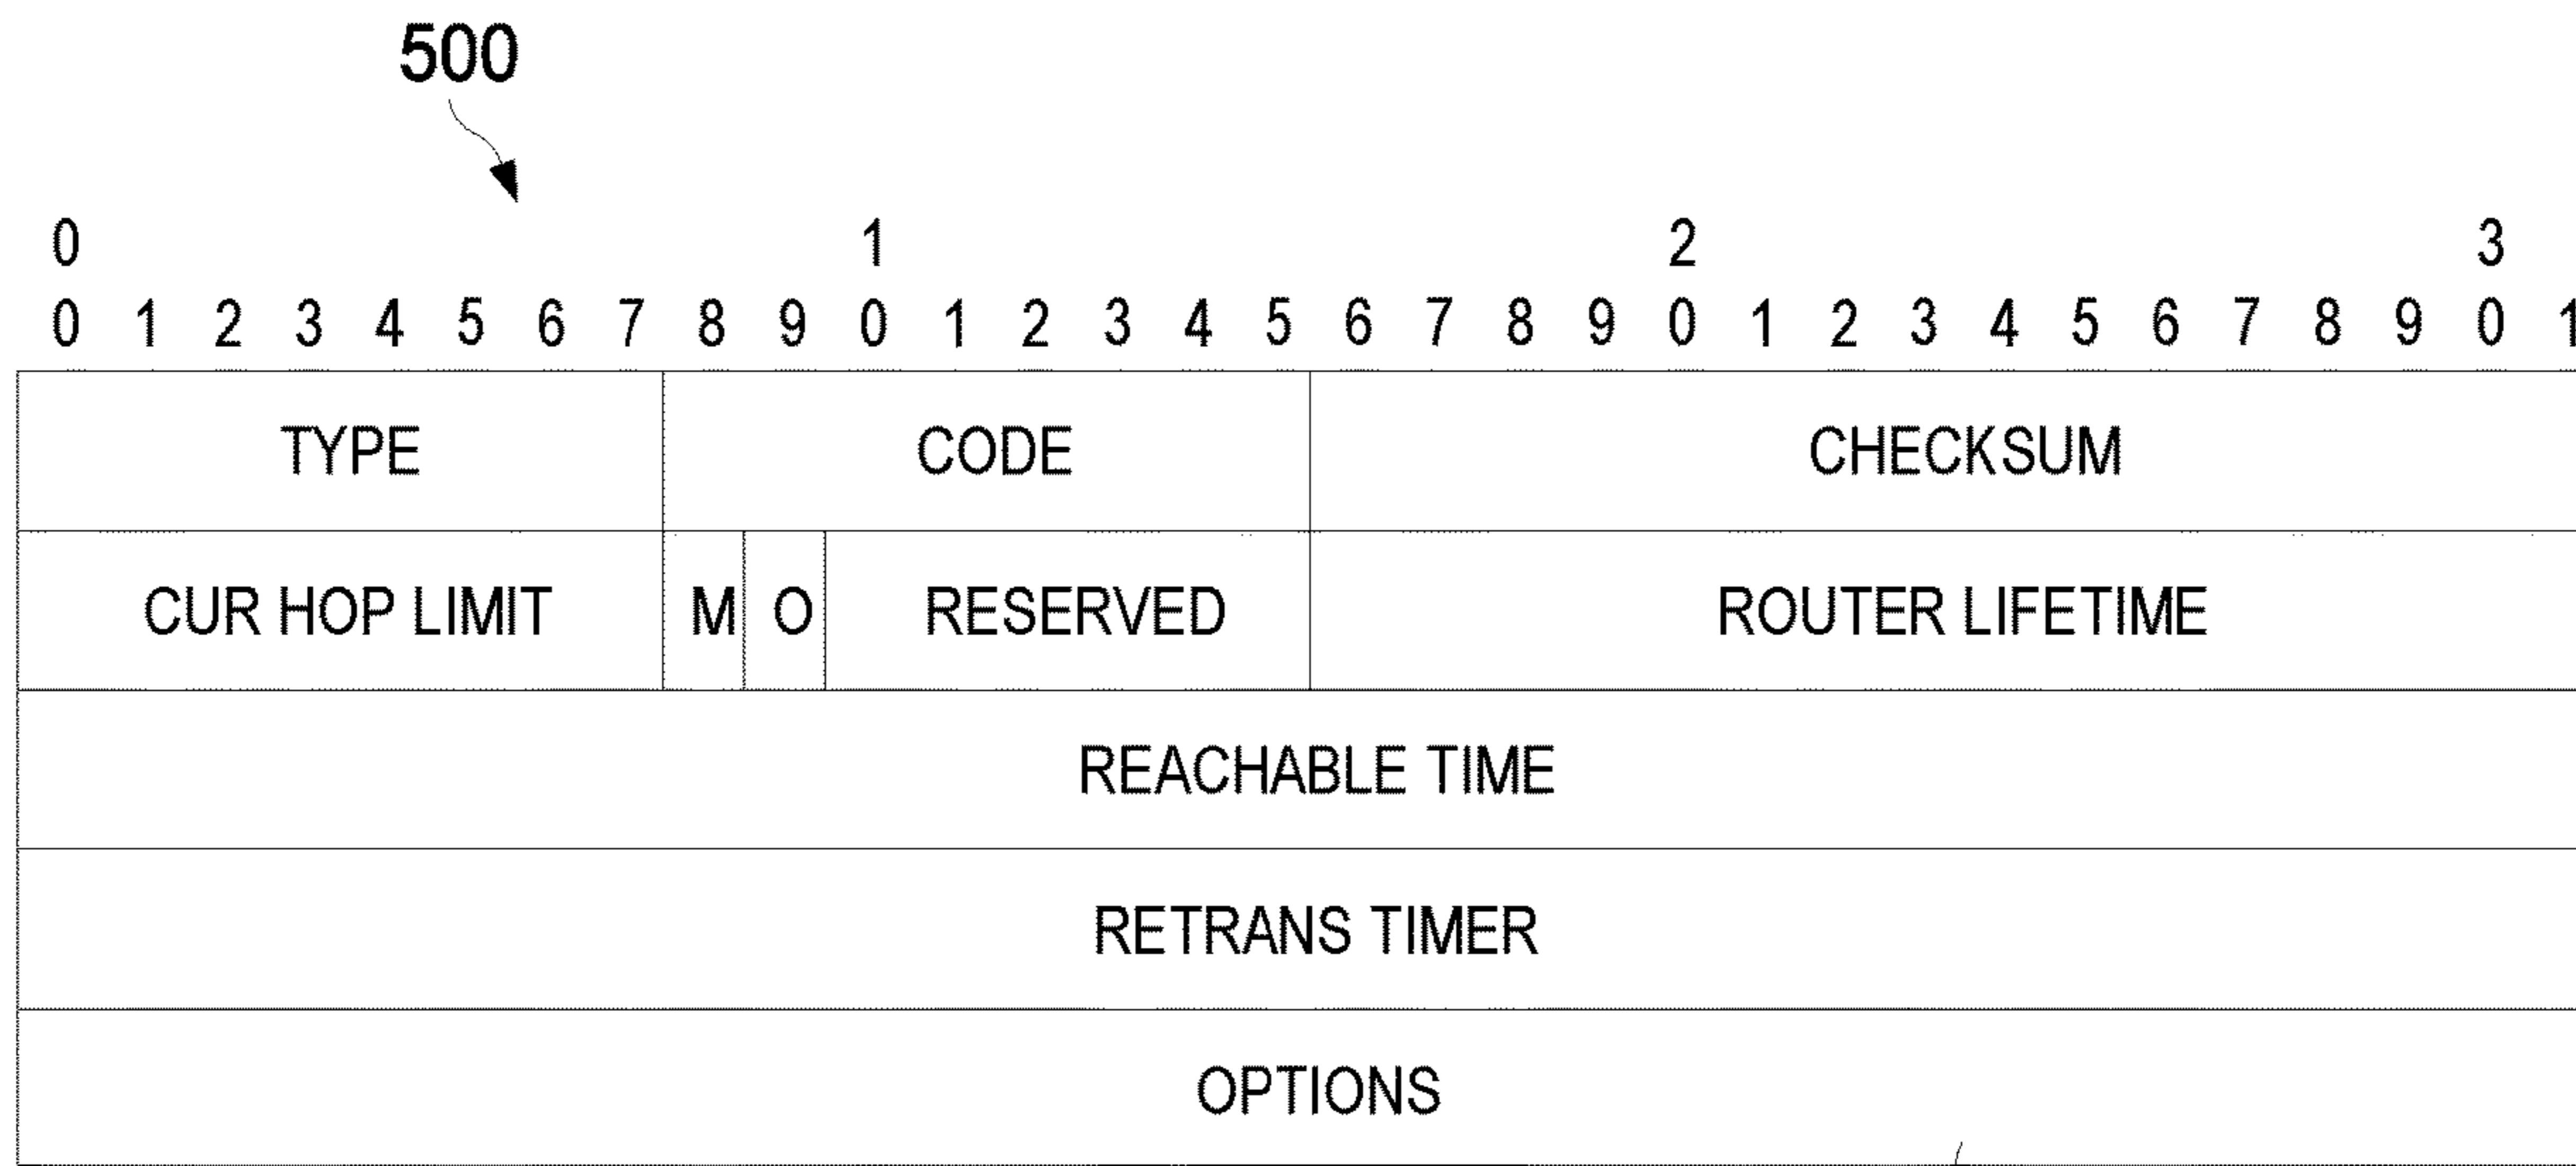 500
0 1 2 3
0 1 2 3 4 5 6 7 8 9 0 1 2 3 4 5 6 7 8 9 0 1 2 3 4 5 6 7 8 9 0 1
TYPE CODE CHECKSUM
CUR HOP LIMIT M O RESERVED ROUTER LIFETIME
REACHABLE TIME
RETRANS TIMER
OPTIONS